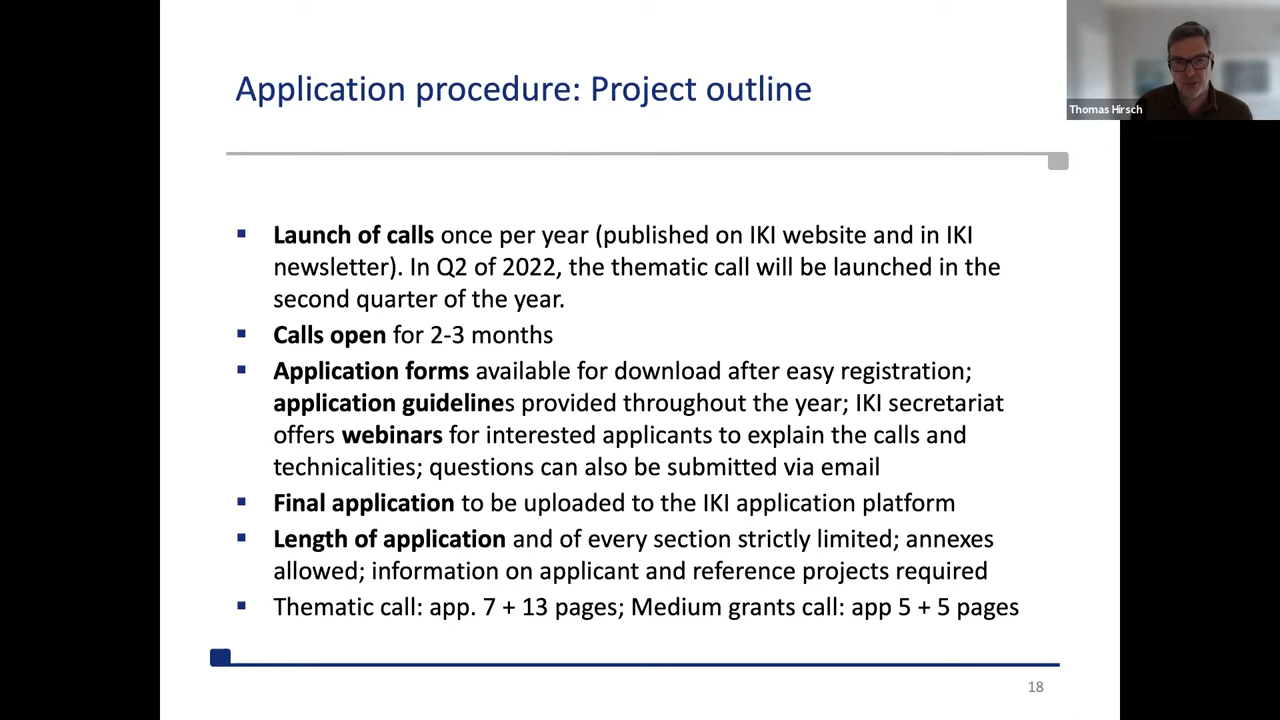 Application procedure: Project outline
Thomas Hirsch
Launch of calls once per year (published on IKI website and in IKI
newsletter). In Q2 of 2022, the thematic call will be launched in the
second quarter of the year.
Calls open for 2-3 months
Application forms available for download after easy registration;
application guidelines provided throughout the year; IKI secretariat
offers webinars for interested applicants to explain the calls and
technicalities; questions can also be submitted via email
Final application to be uploaded to the IKI application platform
Length of application and of every section strictly limited; annexes
allowed; information on applicant and reference projects required
Thematic call: app. 7 + 13 pages; Medium grants call: app 5 + 5 pages
18